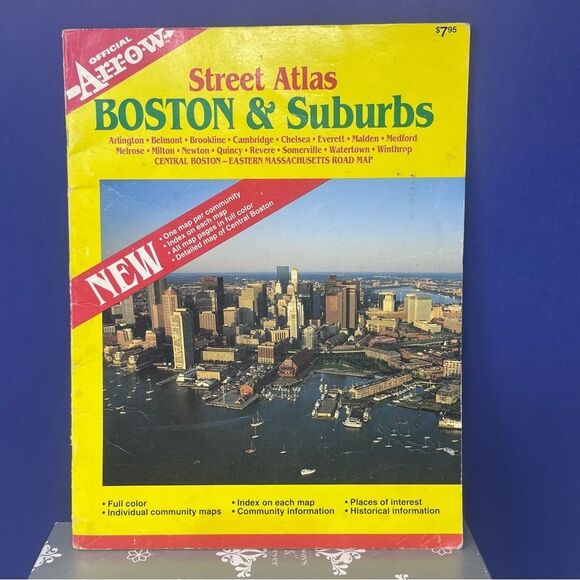 $7.95
OFFICIAL
Arrow
Street Atlas
BOSTON & Suburbs
Arlington • Belmont • Brookline • Cambridge • Chelsea • Everett • Malden • Medford
Melrose • Milton • Newton • Quincy • Revere • Somerville • Watertown • Winthrop
CENTRAL BOSTON – EASTERN MASSACHUSETTS ROAD MAP
NEW
• One map per community
• Index on each map
• All map pages in full color
• Detailed map of Central Boston
• Full color
• Individual community maps
• Index on each map
• Community information
• Places of interest
• Historical information